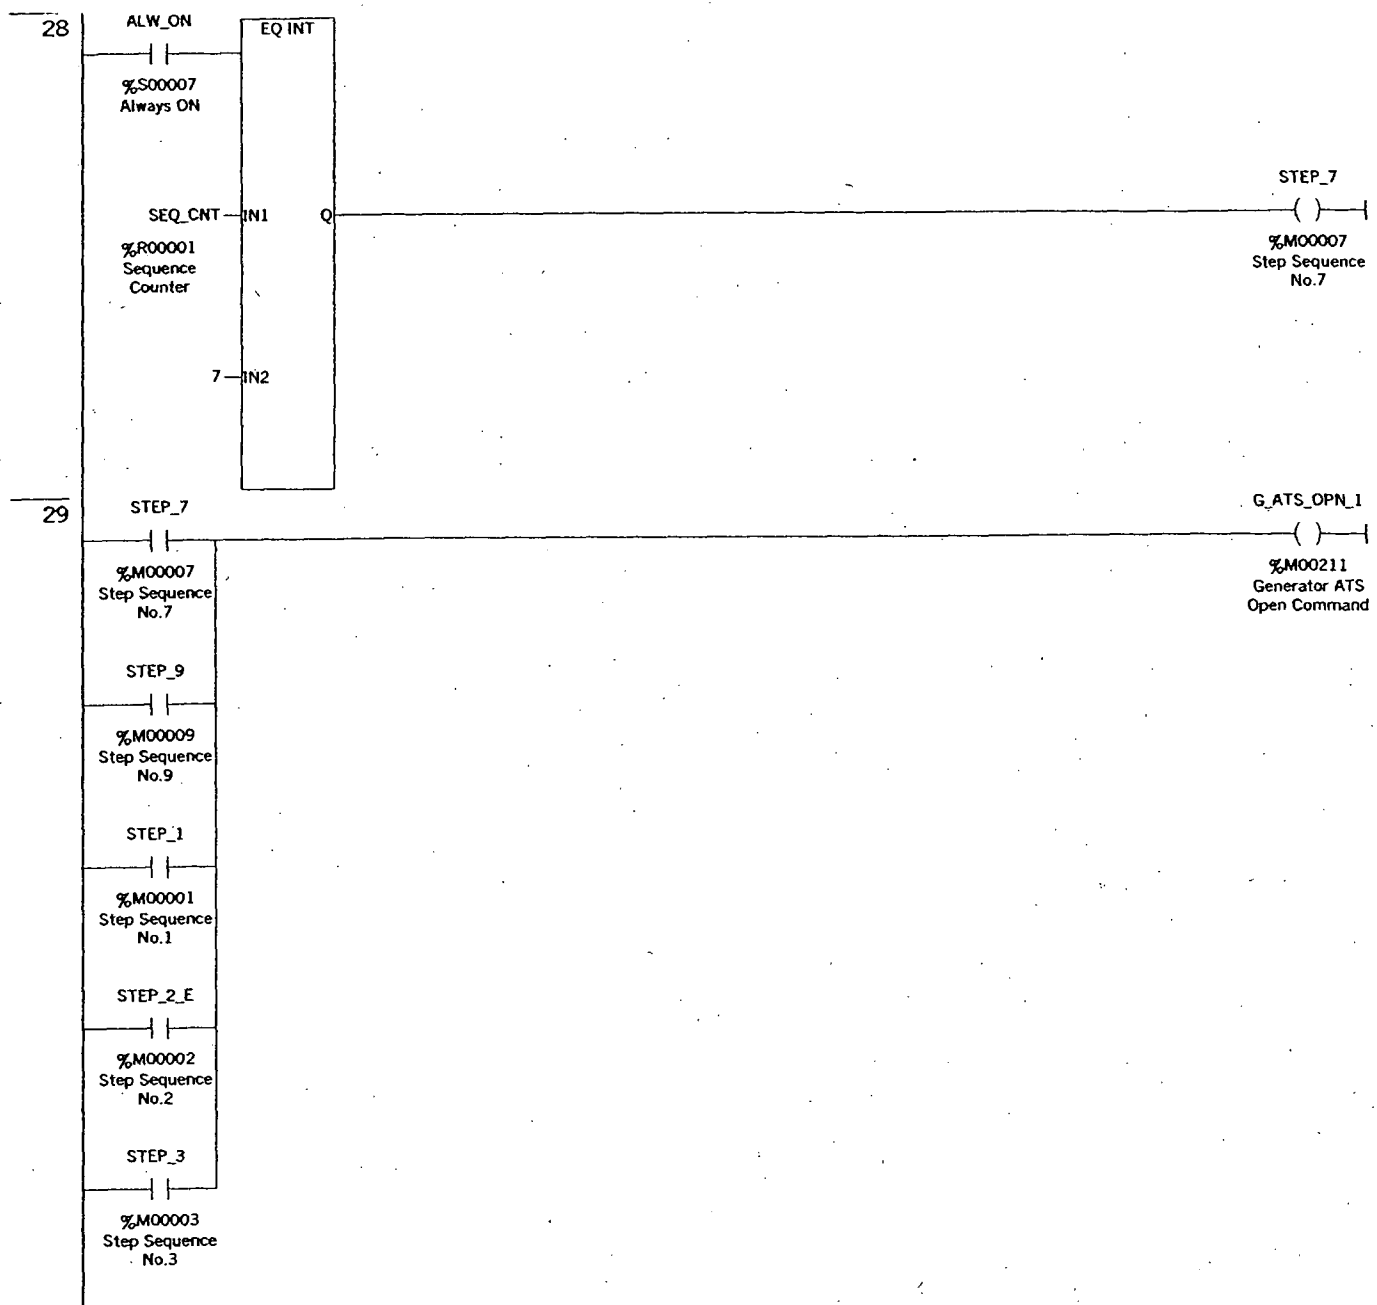 28
ALW_ON
EQ INT
%S00007
Always ON
STEP_7
SEQ_CNT
IN1
Q
%R00001
Sequence
Counter
%M00007
Step Sequence
No.7
7
IN2
29
STEP_7
G_ATS_OPN_1
%M00007
Step Sequence
No.7
%M00211
Generator ATS
Open Command
STEP_9
%M00009
Step Sequence
No.9
STEP_1
%M00001
Step Sequence
No.1
STEP_2_E
%M00002
Step Sequence
No.2
STEP_3
%M00003
Step Sequence
No.3